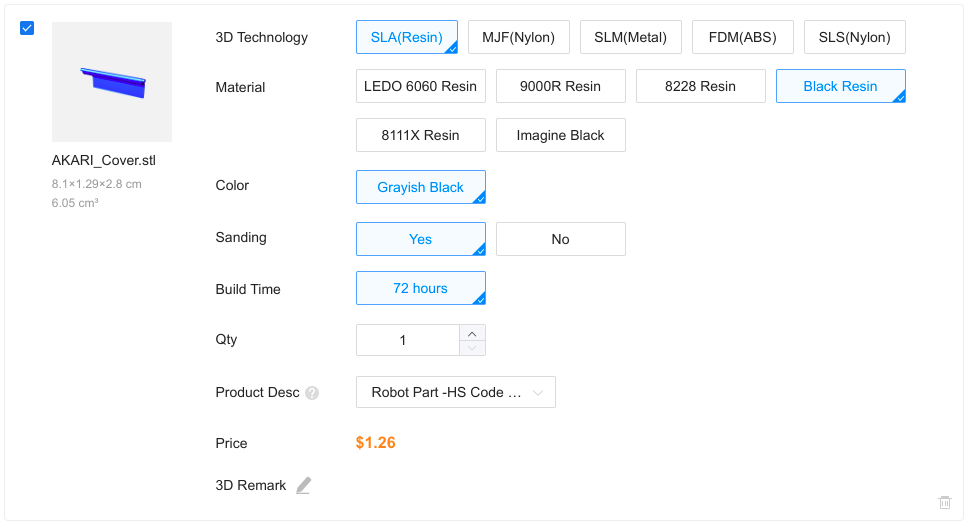 3D Technology
SLA(Resin) MJF(Nylon) SLM(Metal) FDM(ABS) SLS(Nylon)
Material
LEDO 6060 Resin 9000R Resin 8228 Resin Black Resin
8111X Resin Imagine Black
AKARI_Cover.stl
8.1×1.29×2.8 cm
6.05 cm³
Color
Grayish Black
Sanding
Yes No
Build Time
72 hours
Qty
1
Product Desc ?
Robot Part -HS Code ...
Price
$1.26
3D Remark